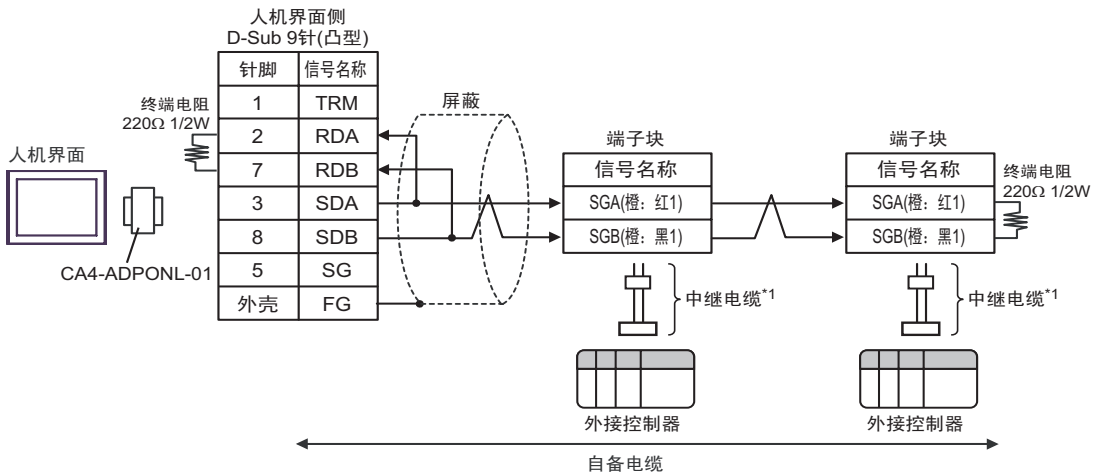 人机界面侧
D-Sub 9针(凸型)
针脚 信号名称
1 TRM
2 RDA
7 RDB
3 SDA
8 SDB
5 SG
外壳 FG
终端电阻
220Ω 1/2W
人机界面
CA4-ADPONL-01
屏蔽
端子块
信号名称
SGA(橙：红1)
SGB(橙：黑1)
中继电缆*1
外接控制器
端子块
信号名称
SGA(橙：红1)
SGB(橙：黑1)
终端电阻
220Ω 1/2W
中继电缆*1
外接控制器
自备电缆